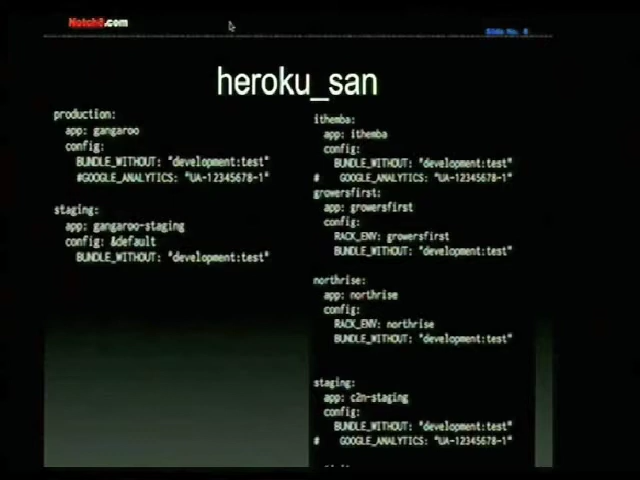 Notch8.com
Slide No. 8
heroku_san
production:
app: gangaroo
config:
BUNDLE_WITHOUT: "development:test"
#GOOGLE_ANALYTICS: "UA-12345678-1"
staging:
app: gangaroo-staging
config: &default
BUNDLE_WITHOUT: "development:test"
ithemba:
app: ithemba
config:
BUNDLE_WITHOUT: "development:test"
# GOOGLE_ANALYTICS: "UA-12345678-1"
growersfirst:
app: growersfirst
config:
RACK_ENV: growersfirst
BUNDLE_WITHOUT: "development:test"
northrise:
app: northrise
config:
RACK_ENV: northrise
BUNDLE_WITHOUT: "development:test"
staging:
app: c2n-staging
config:
BUNDLE_WITHOUT: "development:test"
# GOOGLE_ANALYTICS: "UA-12345678-1"